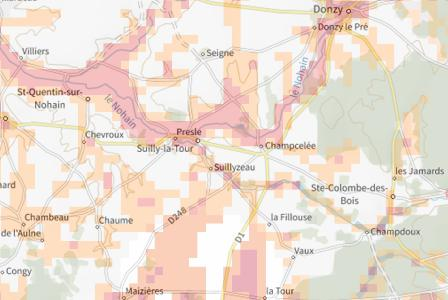 Donzy
Donzy le Pré
Villiers
Seigne
le Nohain
St-Quentin-sur-
Nohain
le Nohain
Chevroux
Presle
Suilly-la-Tour
Champcelée
Suillyzeau
les Jamards
Ste-Colombe-des-
Bois
nard
D248
Chambeau
Chaume
la Fillouse
de l'Aulne
D1
Champdoux
Vaux
Congy
Maizières
la Tour